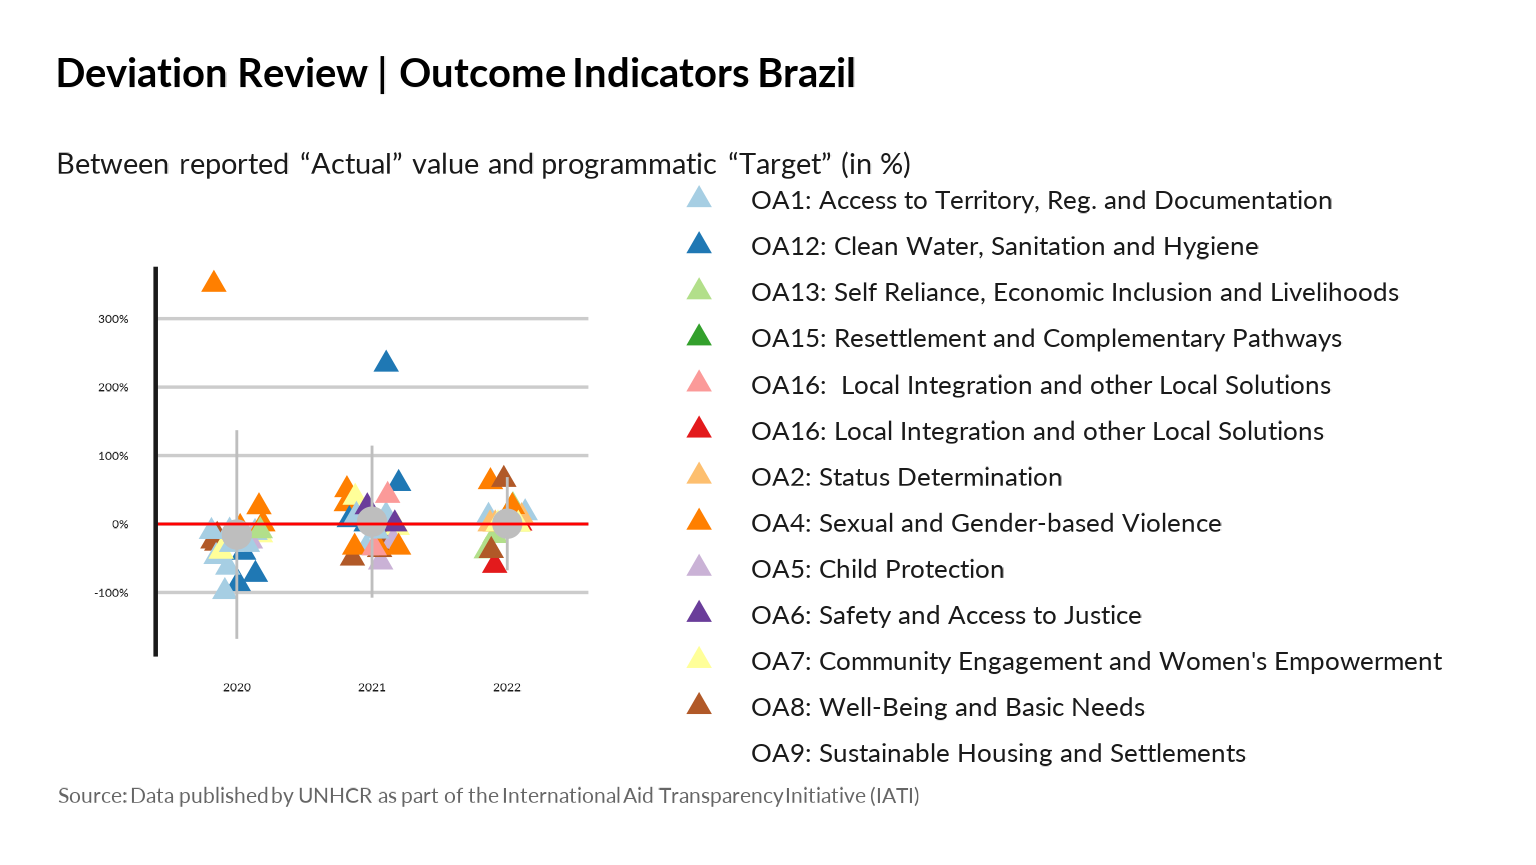 Deviation Review | Outcome Indicators Brazil
Between reported “Actual” value and programmatic “Target” (in %)
OA1: Access to Territory, Reg. and Documentation
OA12: Clean Water, Sanitation and Hygiene
OA13: Self Reliance, Economic Inclusion and Livelihoods
OA15: Resettlement and Complementary Pathways
OA16:  Local Integration and other Local Solutions
OA16: Local Integration and other Local Solutions
OA2: Status Determination
OA4: Sexual and Gender-based Violence
OA5: Child Protection
OA6: Safety and Access to Justice
OA7: Community Engagement and Women's Empowerment
OA8: Well-Being and Basic Needs
OA9: Sustainable Housing and Settlements
300%
200%
100%
0%
-100%
2020 2021 2022
Source: Data published by UNHCR as part of the International Aid Transparency Initiative (IATI)